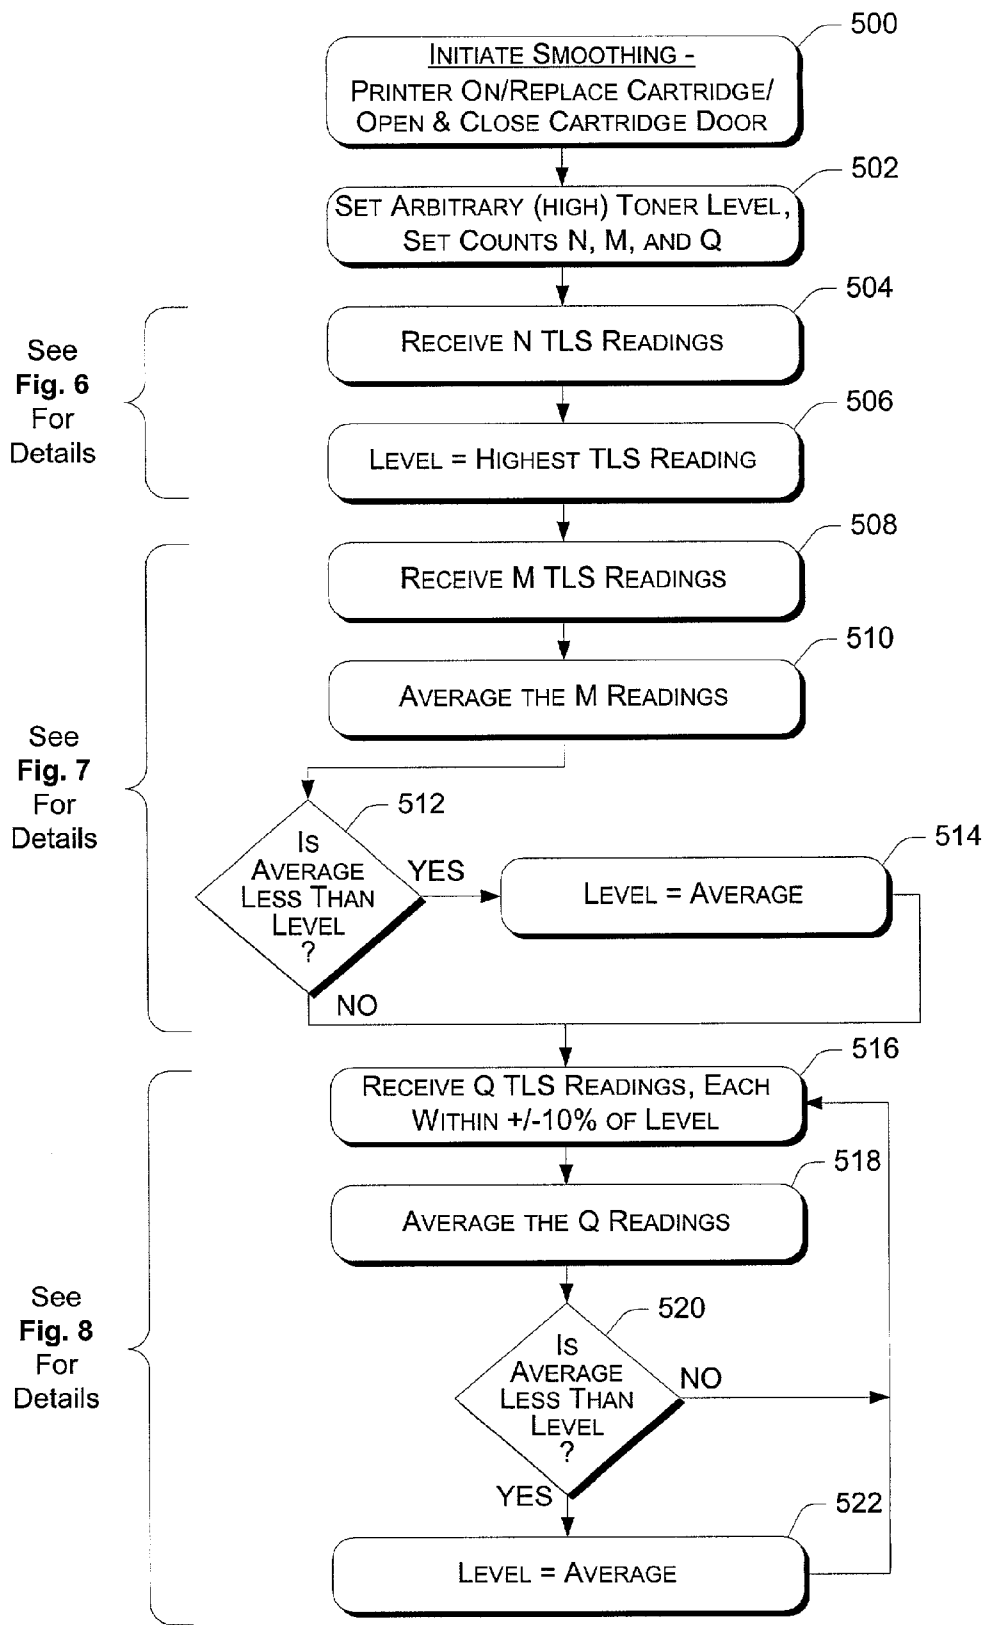 500
INITIATE SMOOTHING -
PRINTER ON/REPLACE CARTRIDGE/
OPEN & CLOSE CARTRIDGE DOOR
502
SET ARBITRARY (HIGH) TONER LEVEL,
SET COUNTS N, M, AND Q
504
RECEIVE N TLS READINGS
See
Fig. 6
For
Details
506
LEVEL = HIGHEST TLS READING
508
RECEIVE M TLS READINGS
510
AVERAGE THE M READINGS
See
Fig. 7
For
Details
512
IS
AVERAGE
LESS THAN
LEVEL
?
YES
NO
514
LEVEL = AVERAGE
516
RECEIVE Q TLS READINGS, EACH
WITHIN +/-10% OF LEVEL
518
AVERAGE THE Q READINGS
See
Fig. 8
For
Details
520
IS
AVERAGE
LESS THAN
LEVEL
?
NO
YES
522
LEVEL = AVERAGE